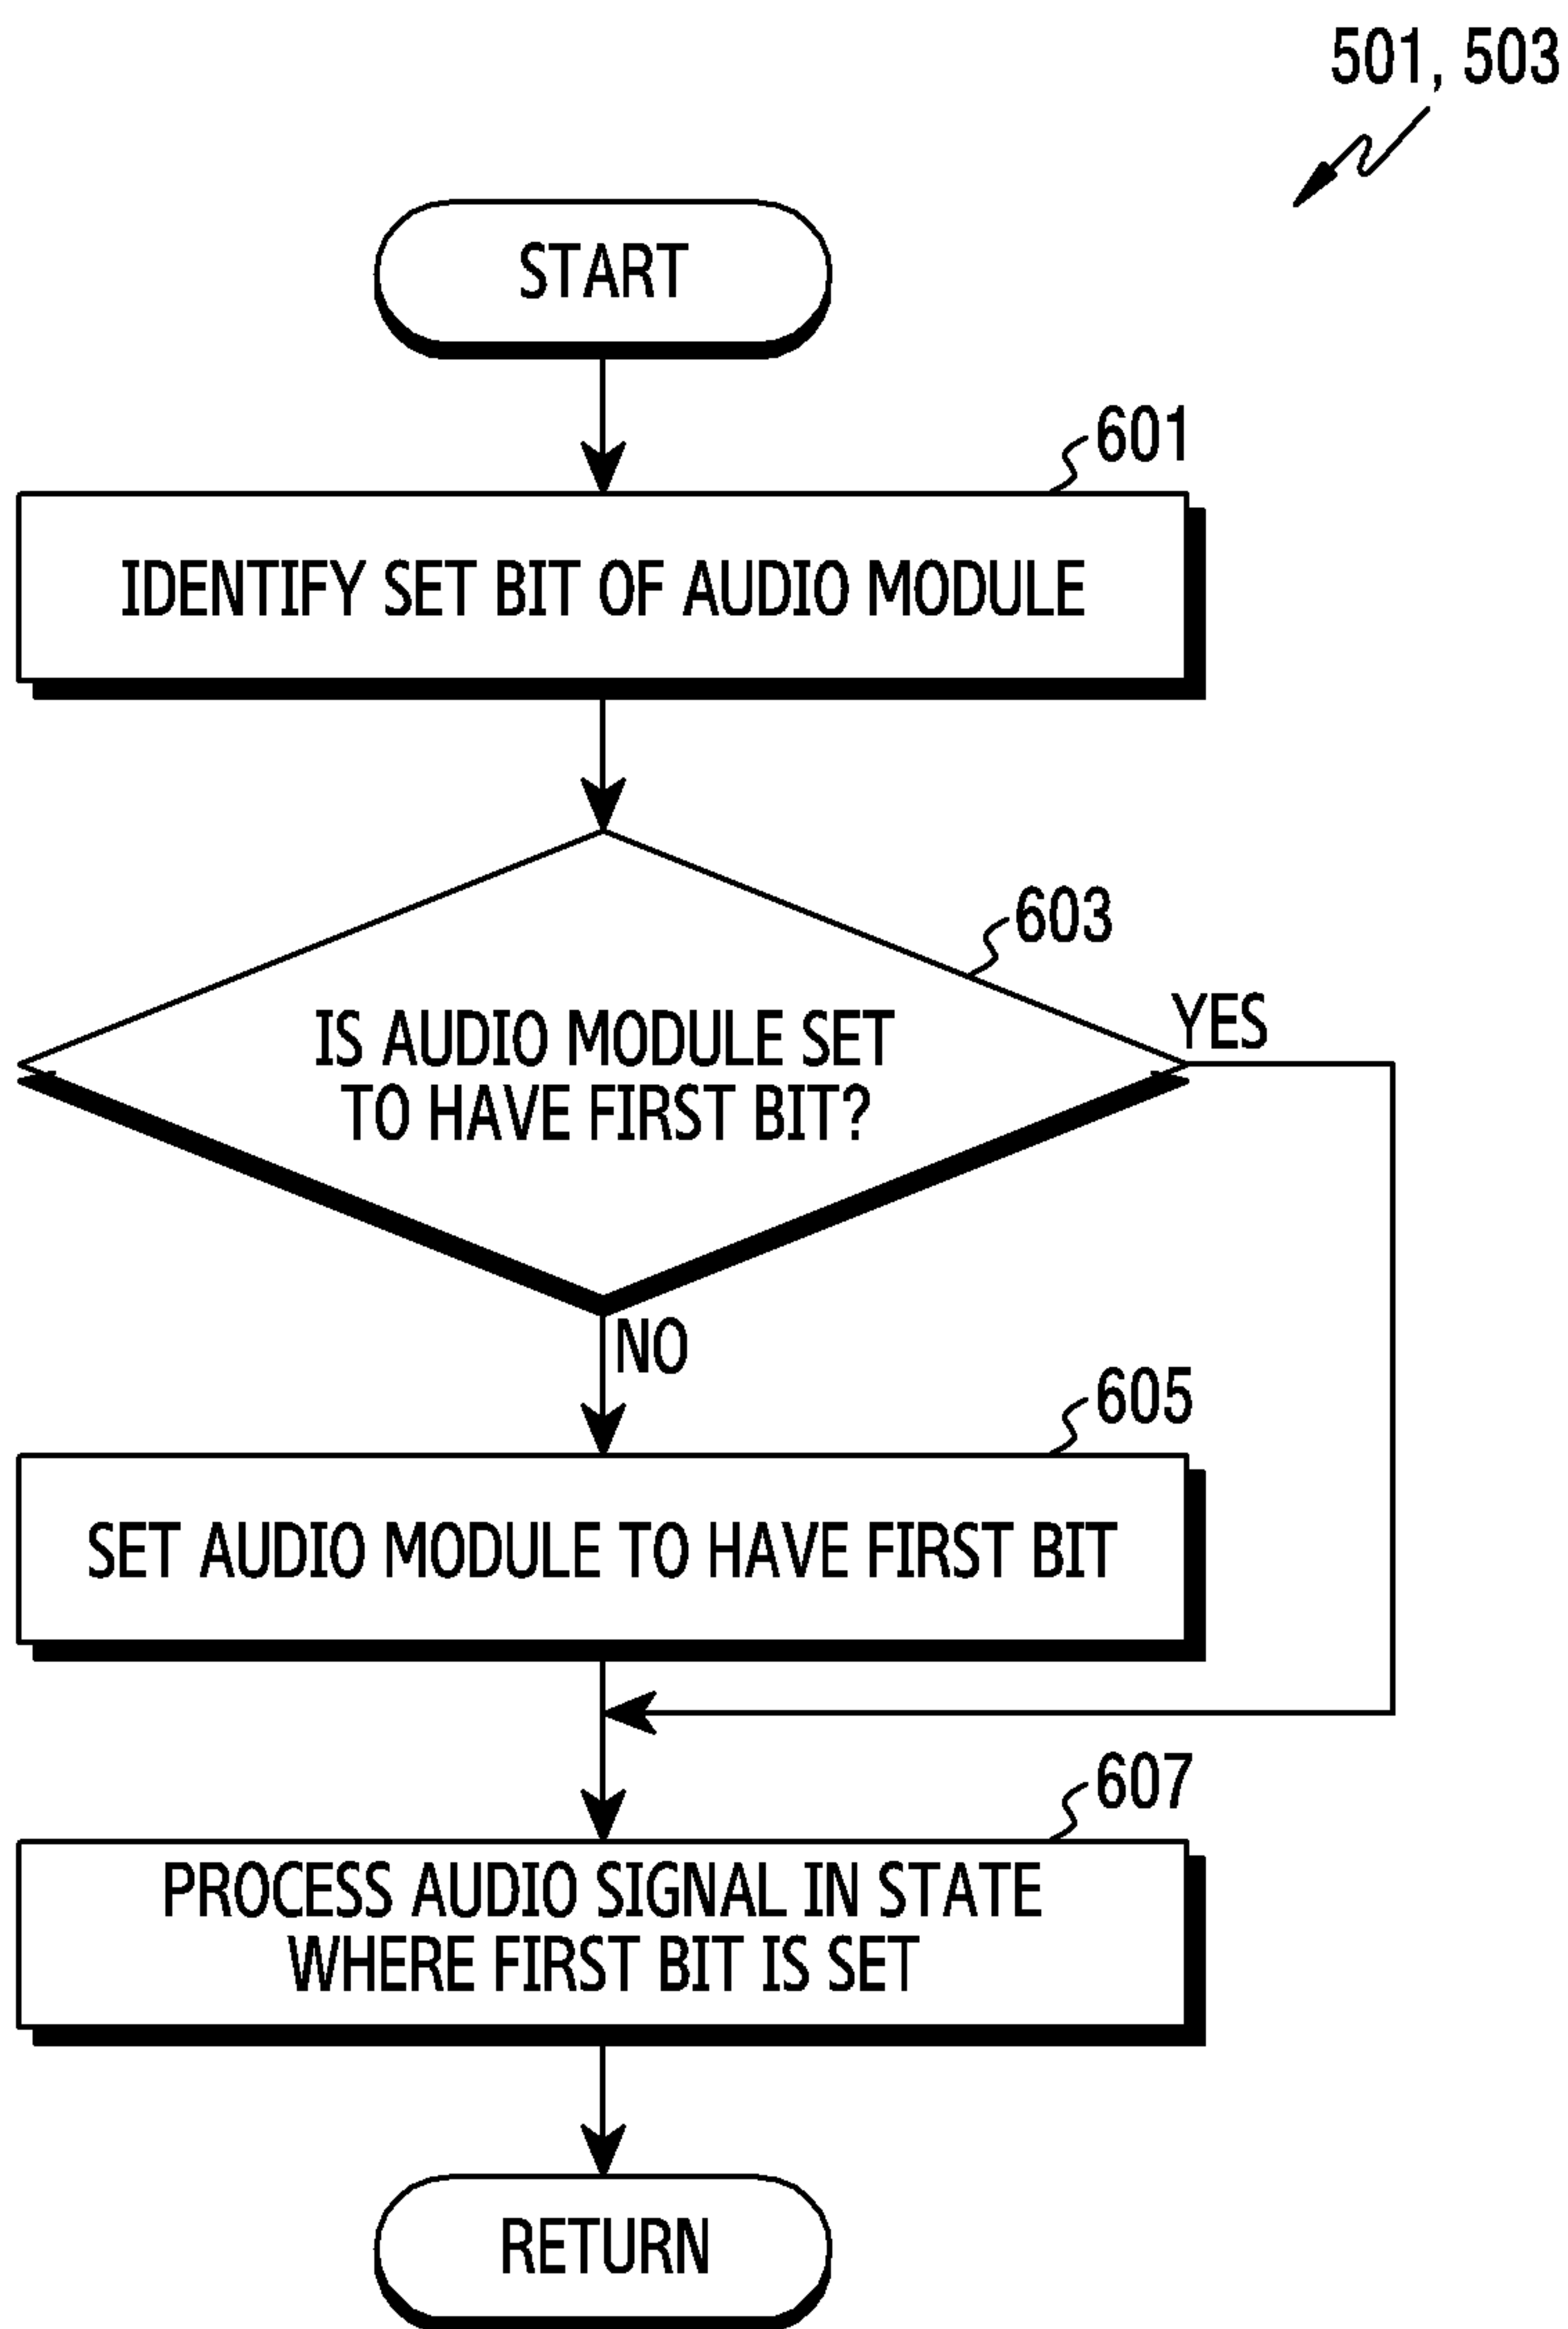 501, 503
START
601
IDENTIFY SET BIT OF AUDIO MODULE
603
IS AUDIO MODULE SET
TO HAVE FIRST BIT?
YES
NO
605
SET AUDIO MODULE TO HAVE FIRST BIT
607
PROCESS AUDIO SIGNAL IN STATE
WHERE FIRST BIT IS SET
RETURN